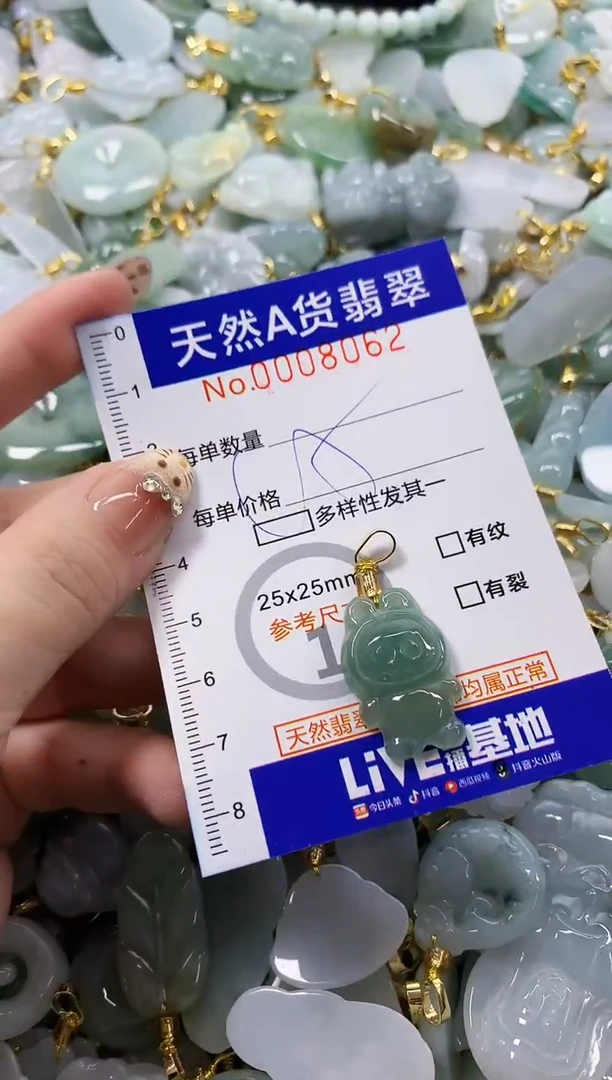 天然A货翡翠
No.0008062
0
1
每单数量
每单价格
多样性发其一
4
有纹
5
25x25mm
有裂
参考尺
6
1
天然翡翠
均属正常
7
LiVE 基地
8
今日头条 抖音 西瓜视频 抖音火山版